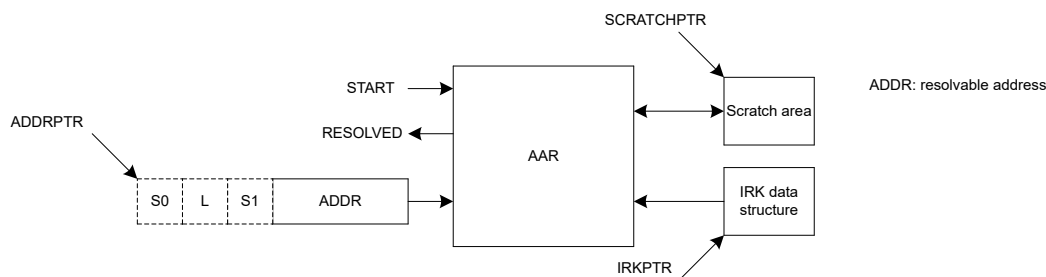 SCRATCHPTR
START
Scratch area
ADDR: resolvable address
ADDRPTR
RESOLVED
AAR
S0
L
S1
ADDR
IRK data
structure
IRKPTR